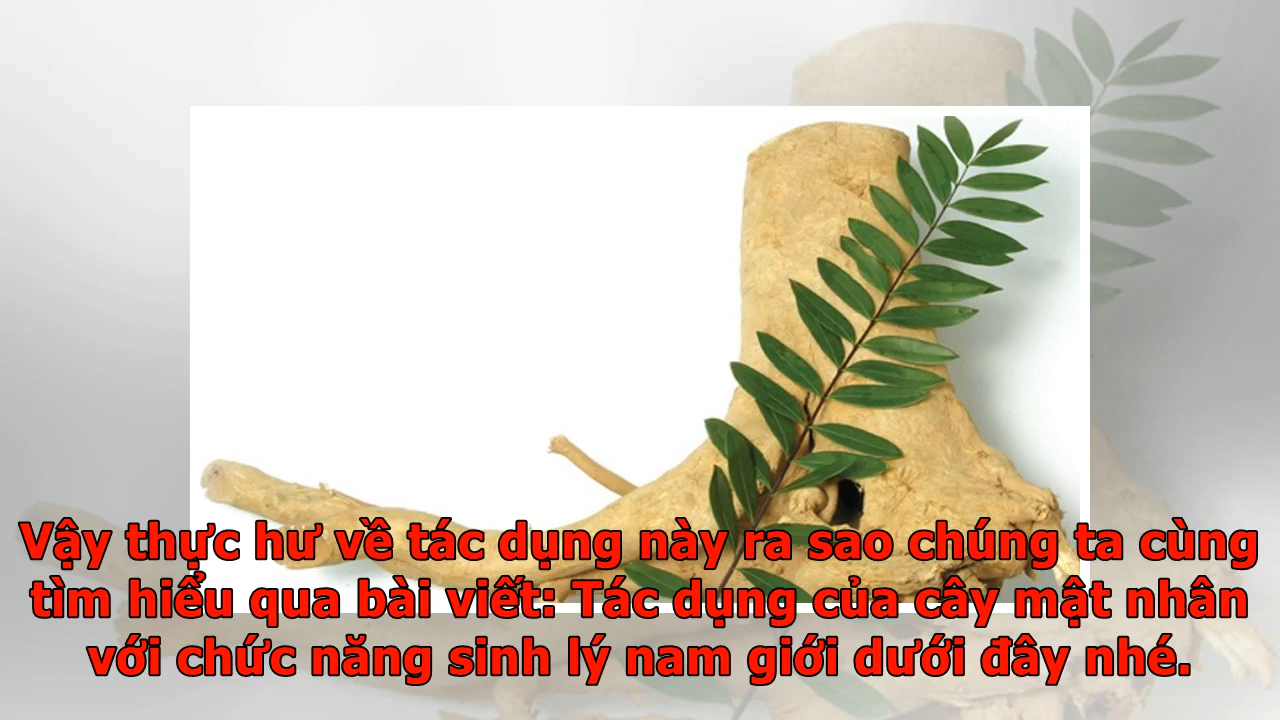 Vậy thực hư về tác dụng này ra sao chúng ta cùng
tìm hiểu qua bài viết: Tác dụng của cây mật nhân
với chức năng sinh lý nam giới dưới đây nhé.